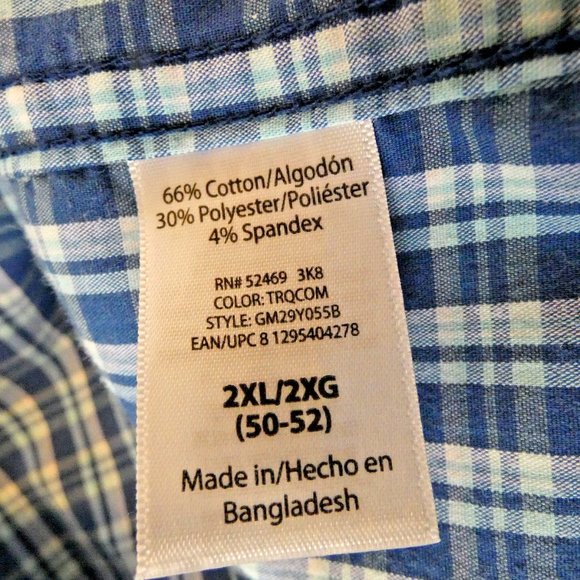 66% Cotton/Algodón
30% Polyester/Poliéster
4% Spandex
RN# 52469 3K8
COLOR: TRQCOM
STYLE: GM29Y055B
EAN/UPC 8 1295404278
2XL/2XG
(50-52)
Made in/Hecho en
Bangladesh